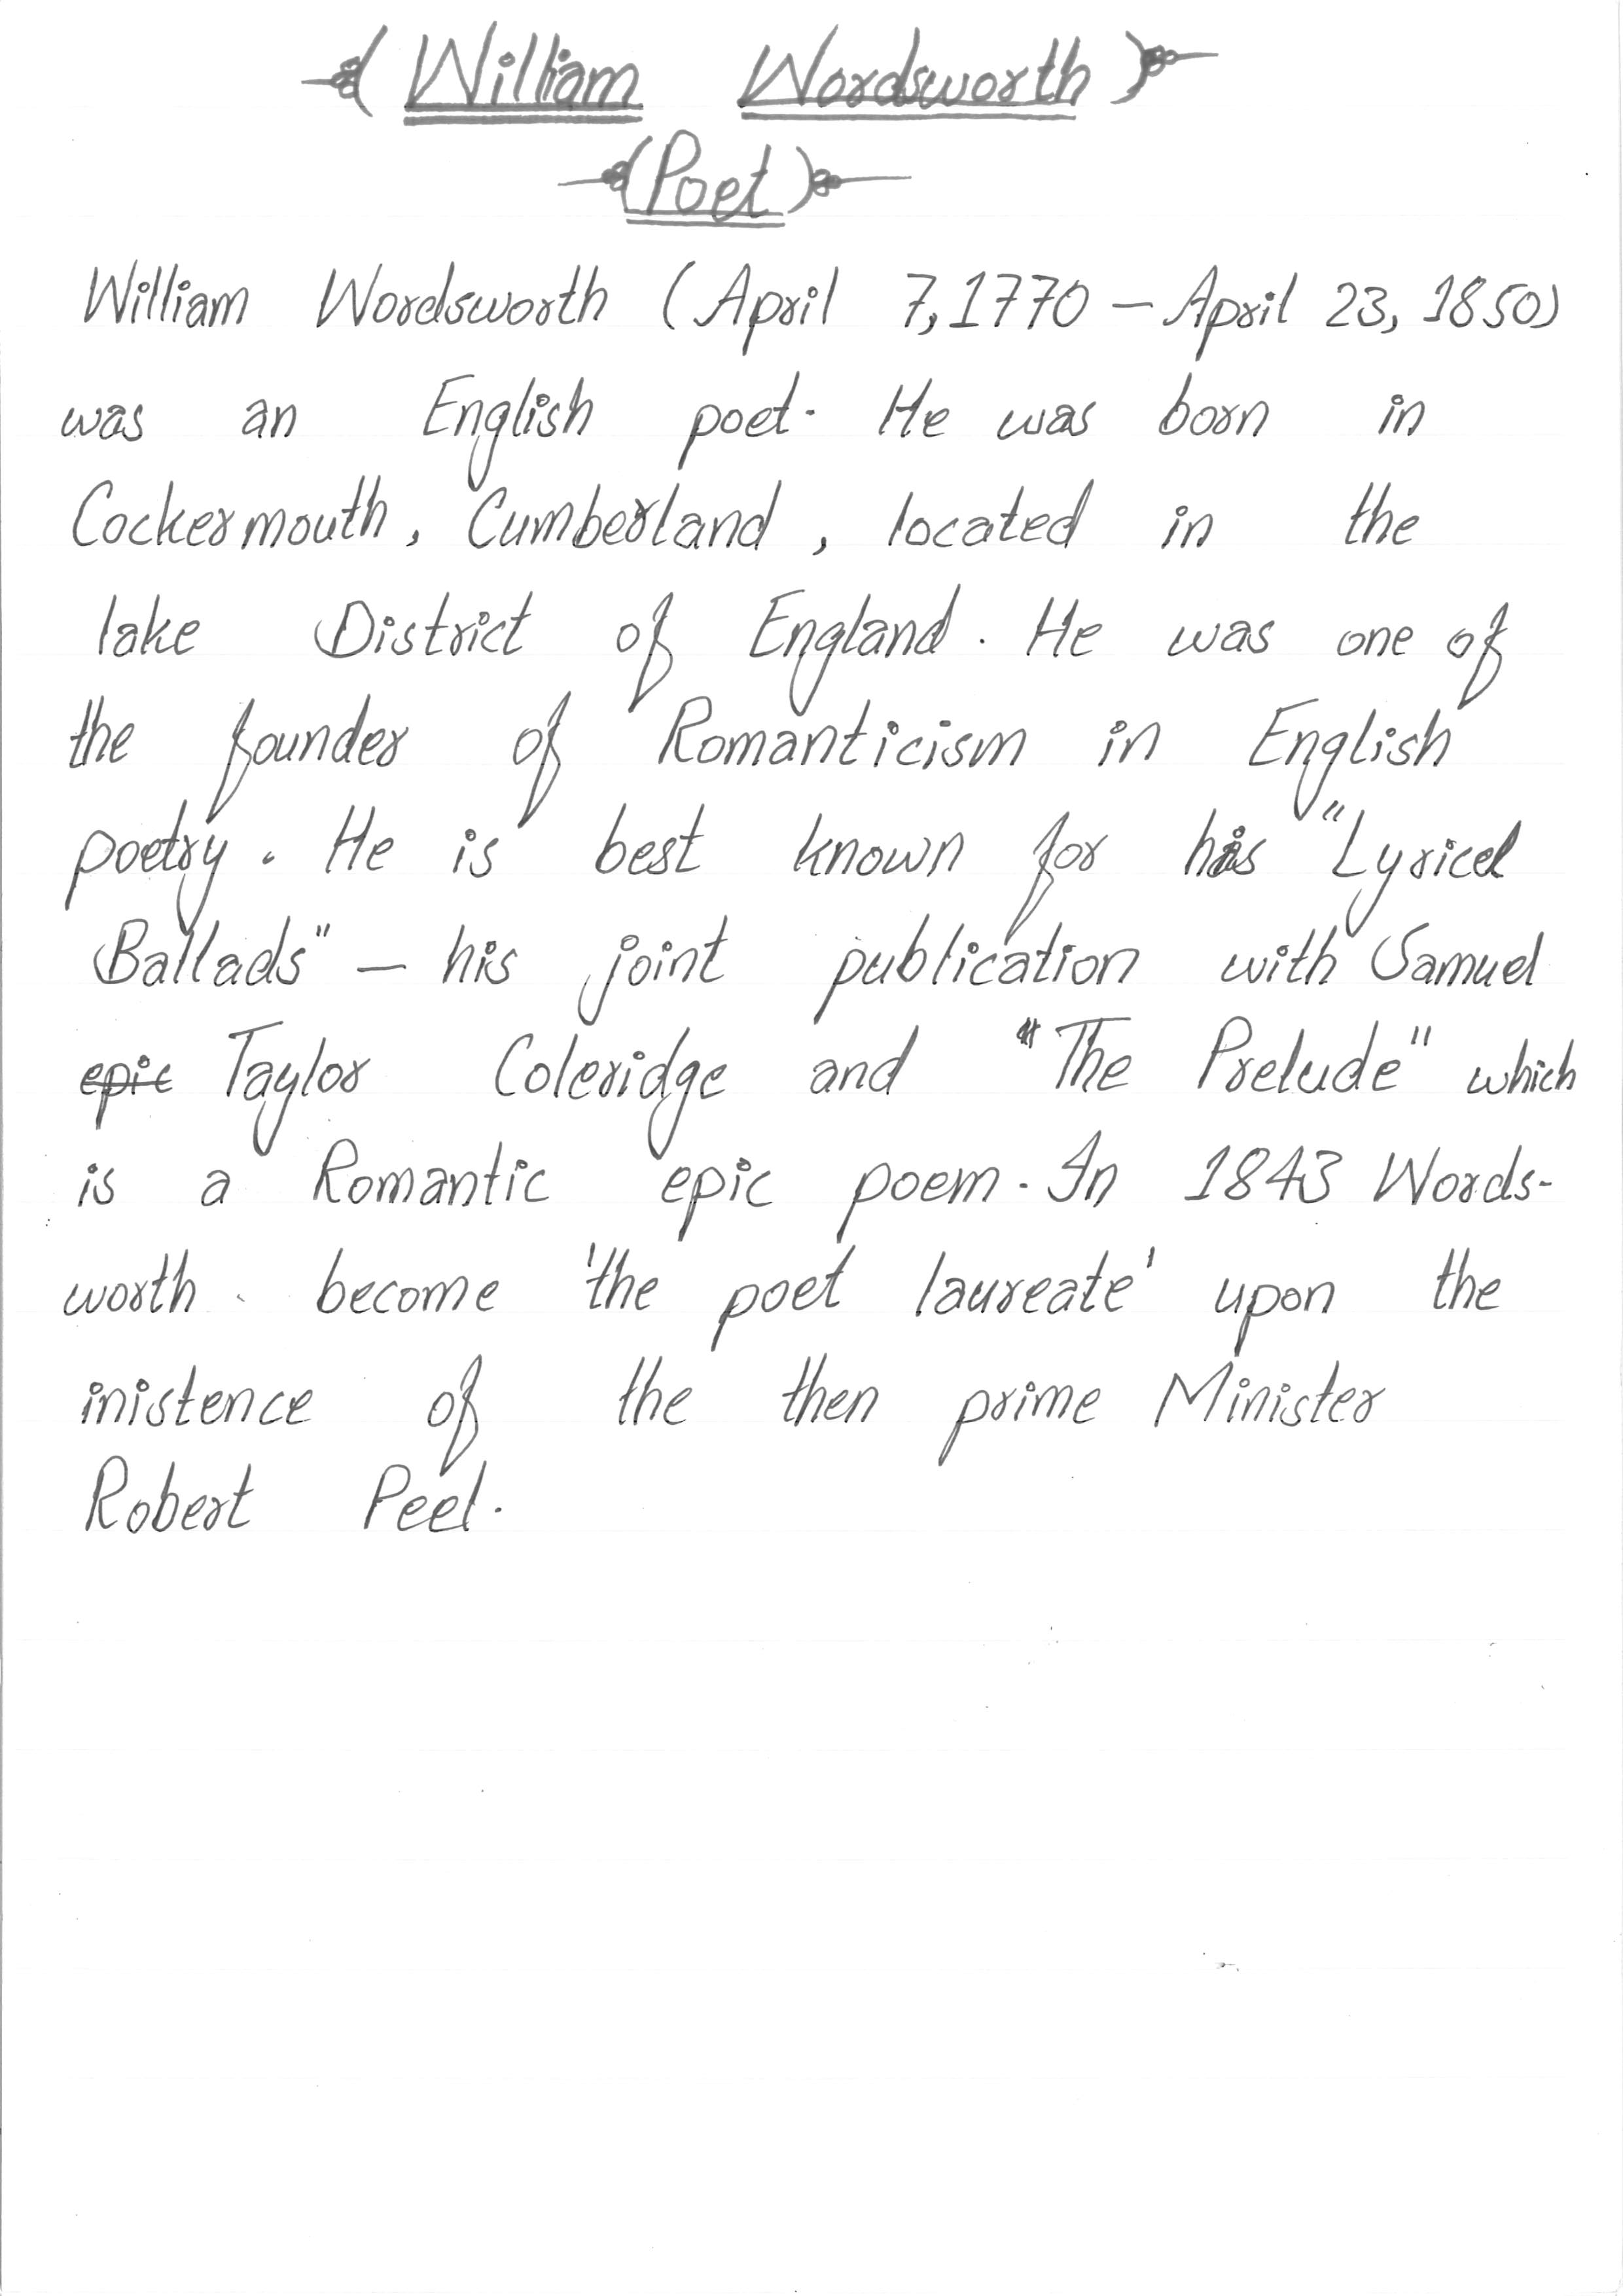 William Wordsworth
(Poet)
William Wordsworth (April 7, 1770 – April 23, 1850)
was an English poet. He was born in
Cockermouth, Cumberland, located in the
lake District of England. He was one of
the founder of Romanticism in English
poetry. He is best known for his "Lyrical
Ballads" – his joint publication with Samuel
epic Taylor Coleridge and "The Prelude" which
is a Romantic epic poem. In 1843 Words-
worth become 'the poet laureate' upon the
inistence of the then prime Minister
Robert Peel.